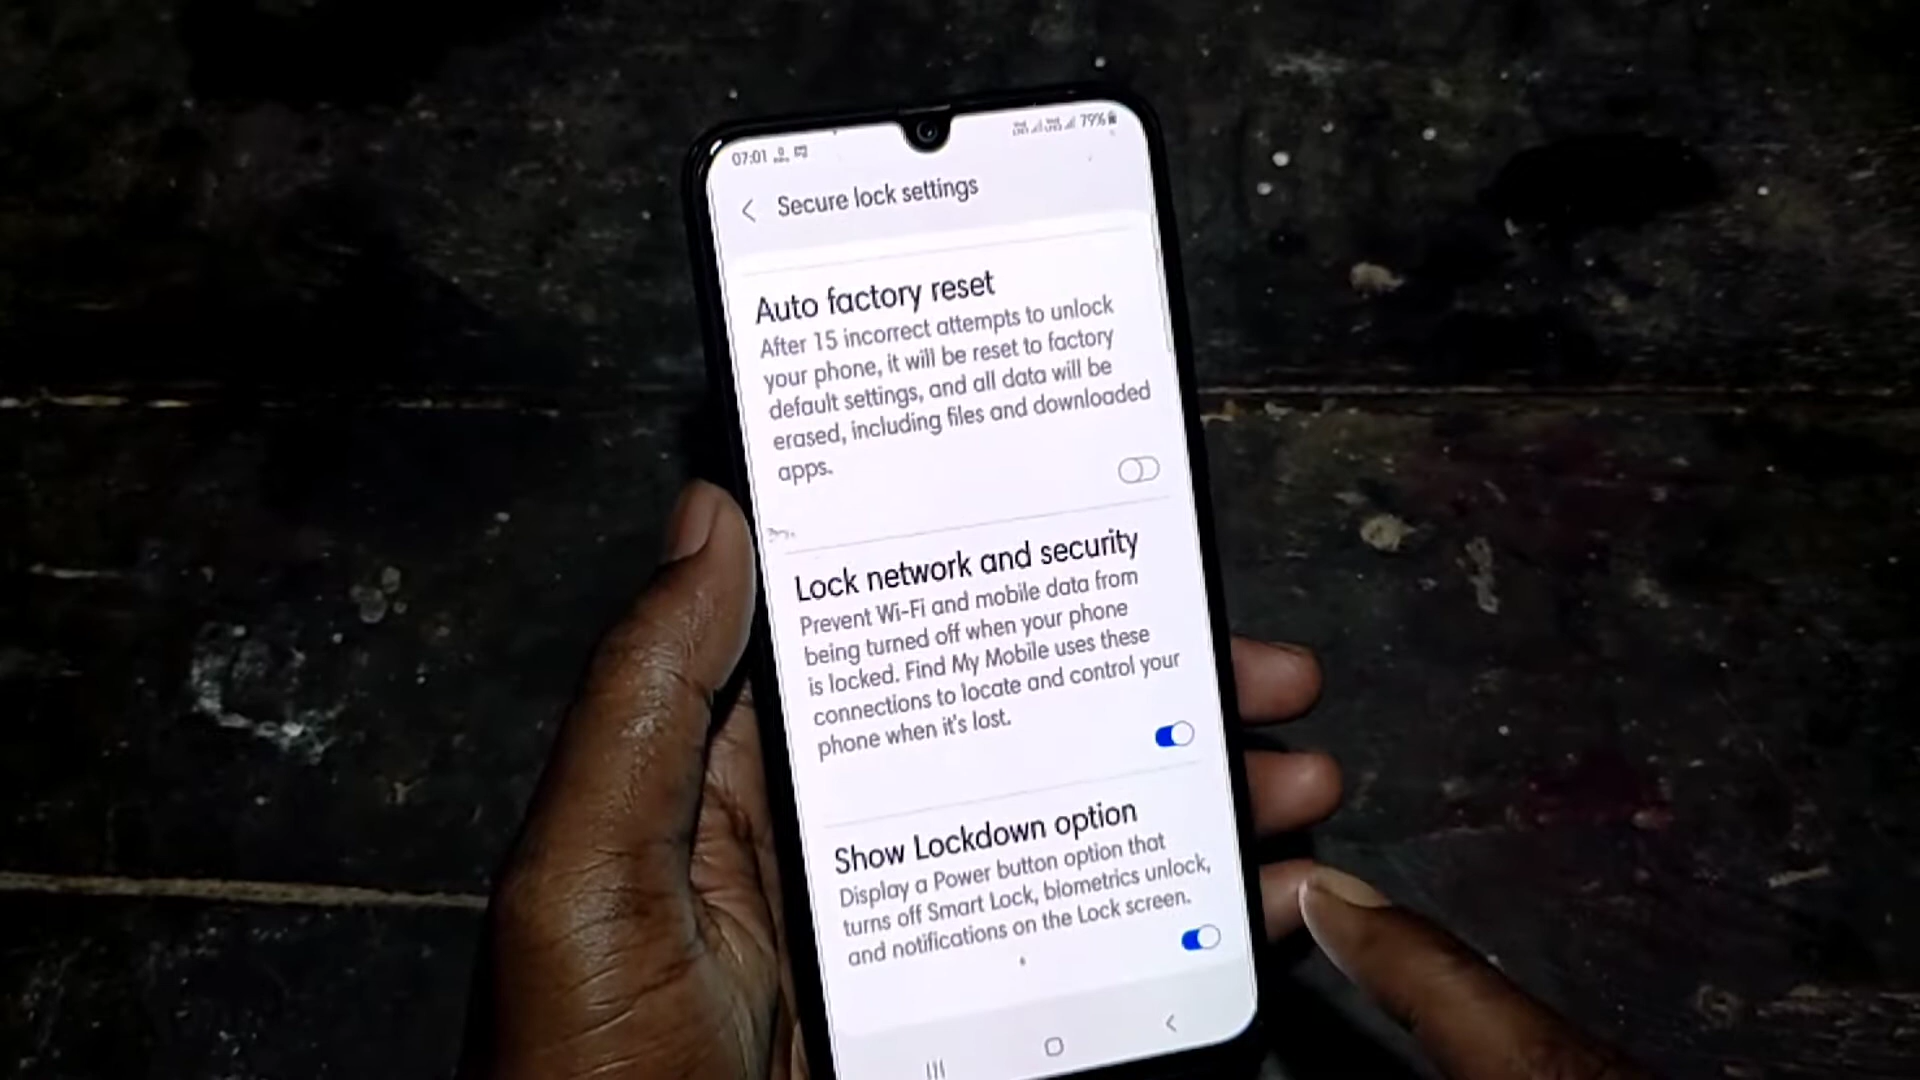 07:01
79%
Secure lock settings
Auto factory reset
After 15 incorrect attempts to unlock
your phone, it will be reset to factory
default settings, and all data will be
erased, including files and downloaded
apps.
Lock network and security
Prevent Wi-Fi and mobile data from
being turned off when your phone
is locked. Find My Mobile uses these
connections to locate and control your
phone when it's lost.
Show Lockdown option
Display a Power button option that
turns off Smart Lock, biometrics unlock,
and notifications on the Lock screen.